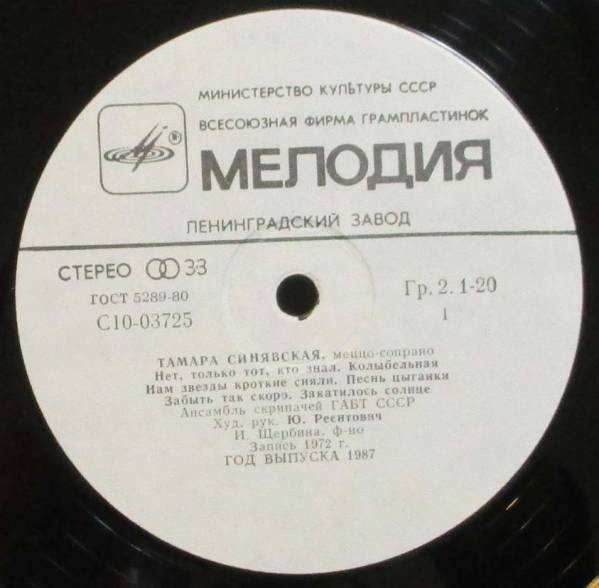 МИНИСТЕРСТВО КУЛЬТУРЫ СССР
ВСЕСОЮЗНАЯ ФИРМА ГРАМПЛАСТИНОК
МЕЛОДИЯ
ЛЕНИНГРАДСКИЙ ЗАВОД
СТЕРЕО 33
ГОСТ 5289-80
С10-03725
Гр. 2. 1-20
1
ТАМАРА СИНЯВСКАЯ, меццо-сопрано
Нет, только тот, кто знал. Колыбельная
Нам звезды кроткие сияли. Песнь цыганки
Забыть так скоро. Закатилось солнце
Ансамбль скрипачей ГАБТ СССР
Худ. рук. Ю. Реентович
И. Щербина, ф-но
Запись 1972 г.
ГОД ВЫПУСКА 1987